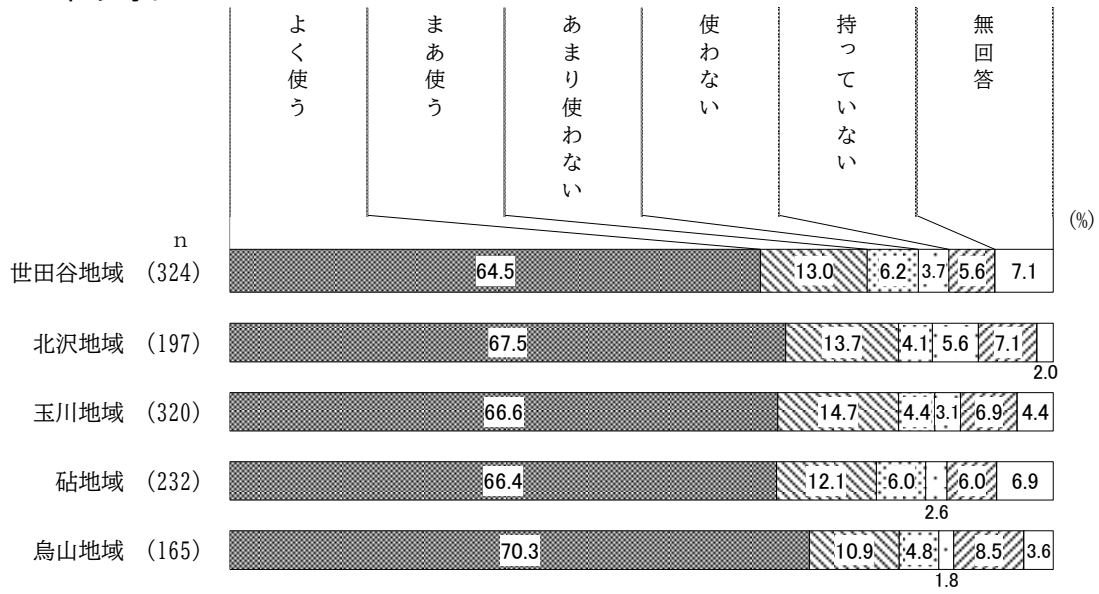 よく使う
まあ使う
あまり使わない
使わない
持っていない
無回答
(%)
n
世田谷地域 (324) 64.5 13.0 6.2 3.7 5.6 7.1
北沢地域 (197) 67.5 13.7 4.1 5.6 7.1
2.0
玉川地域 (320) 66.6 14.7 4.4 3.1 6.9 4.4
砧地域 (232) 66.4 12.1 6.0 6.0 6.9
2.6
烏山地域 (165) 70.3 10.9 4.8 8.5 3.6
1.8